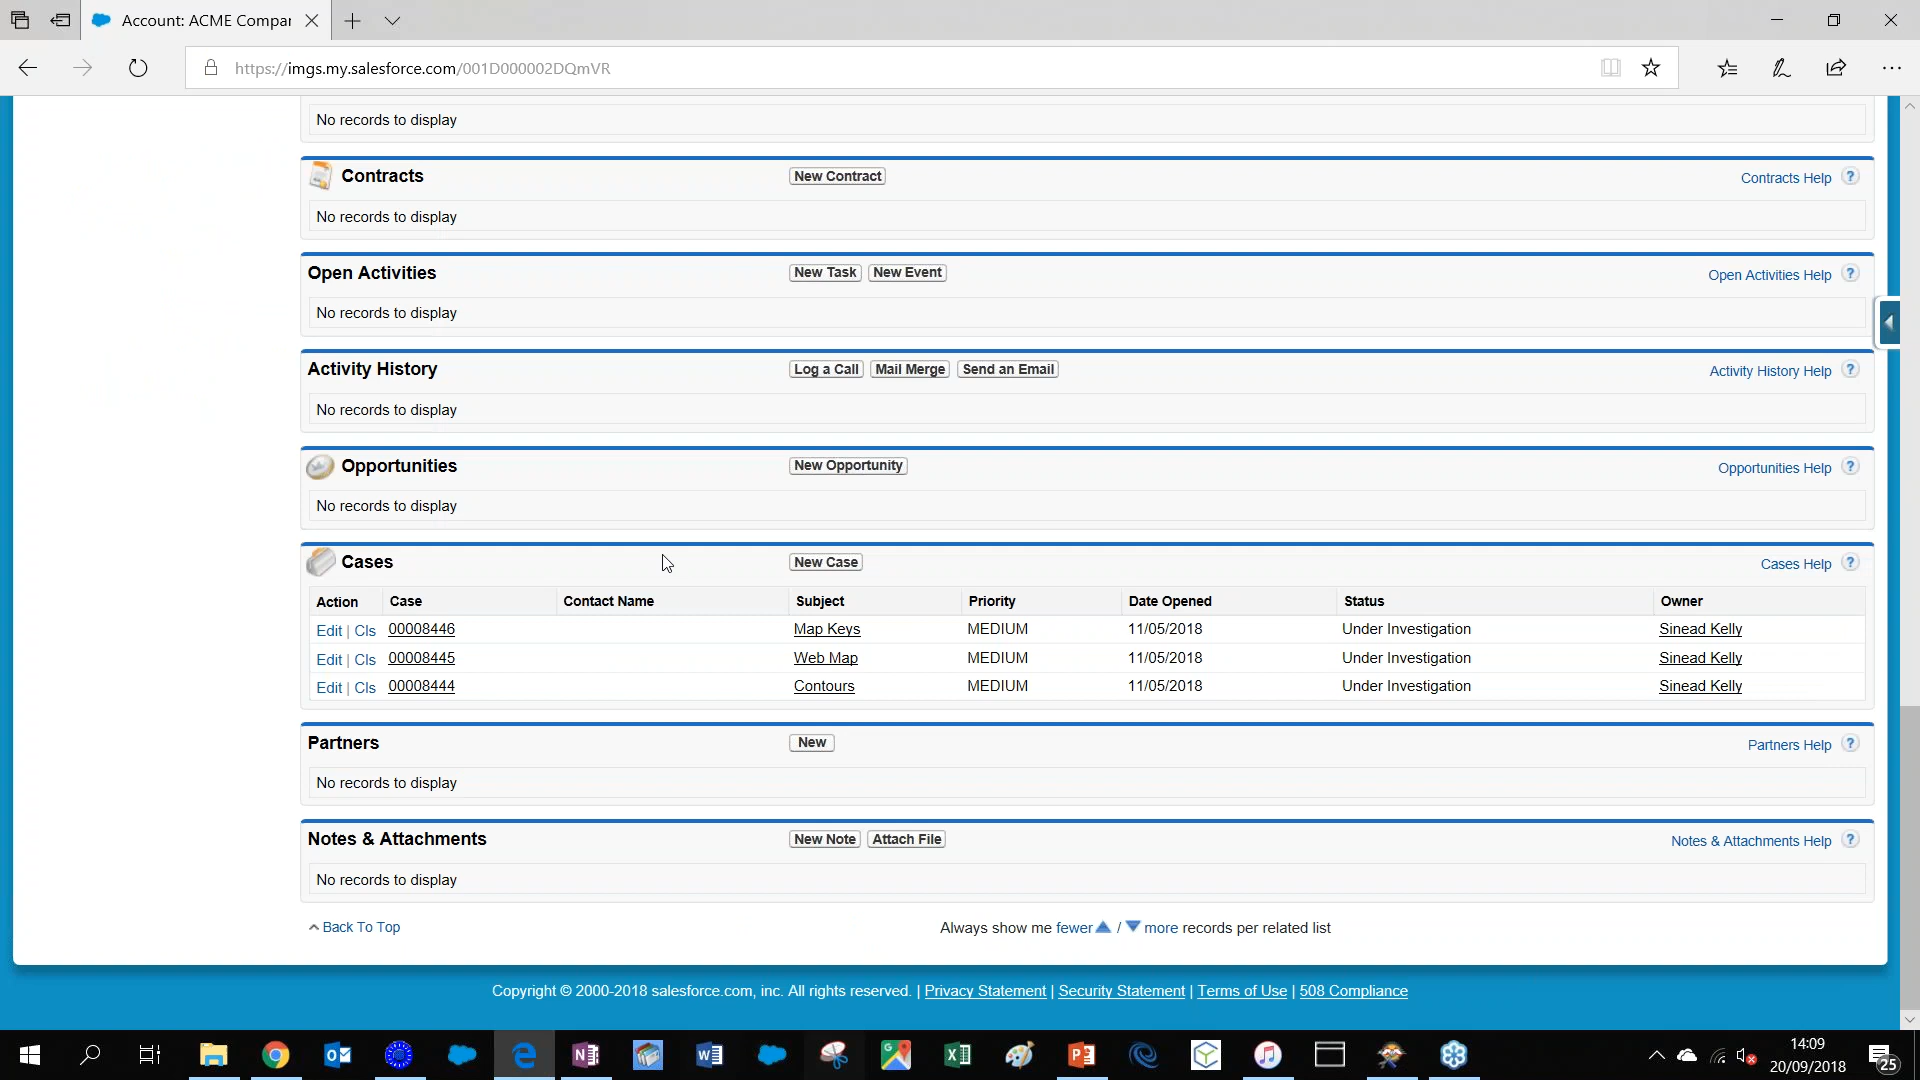 Account: ACME Compar
https://imgs.my.salesforce.com/001D000002DQmVR
No records to display
Contracts
New Contract
Contracts Help ?
No records to display
Open Activities
New Task New Event
Open Activities Help ?
No records to display
Activity History
Log a Call Mail Merge Send an Email
Activity History Help ?
No records to display
Opportunities
New Opportunity
Opportunities Help ?
No records to display
Cases
New Case
Cases Help ?
Action Case Contact Name Subject Priority Date Opened Status Owner
Edit | Cls 00008446 Map Keys MEDIUM 11/05/2018 Under Investigation Sinead Kelly
Edit | Cls 00008445 Web Map MEDIUM 11/05/2018 Under Investigation Sinead Kelly
Edit | Cls 00008444 Contours MEDIUM 11/05/2018 Under Investigation Sinead Kelly
Partners
New
Partners Help ?
No records to display
Notes & Attachments
New Note Attach File
Notes & Attachments Help ?
No records to display
Back To Top
Always show me fewer / more records per related list
Copyright © 2000-2018 salesforce.com, inc. All rights reserved. | Privacy Statement | Security Statement | Terms of Use | 508 Compliance
14:09
20/09/2018
25